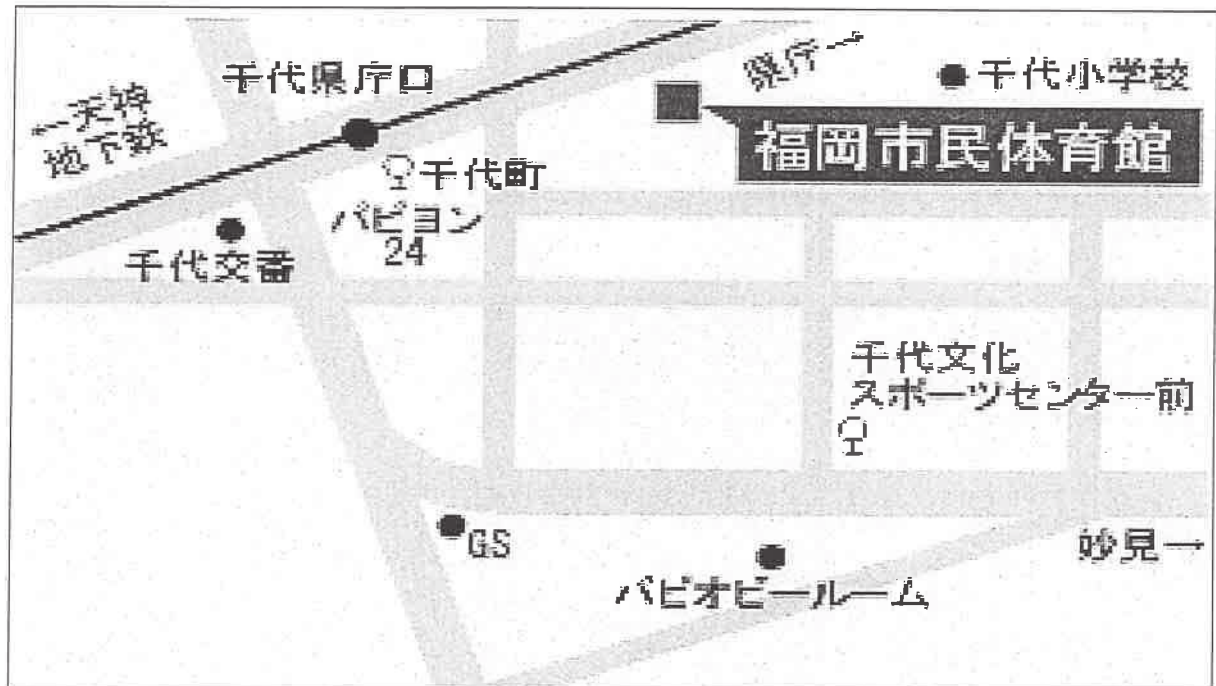 千代県庁口
県庁→
●千代小学校
←天神
地下鉄
福岡市民体育館
千代町
パピヨン
24
千代交番
千代文化
スポーツセンター前
GS
妙見→
パピオビールーム